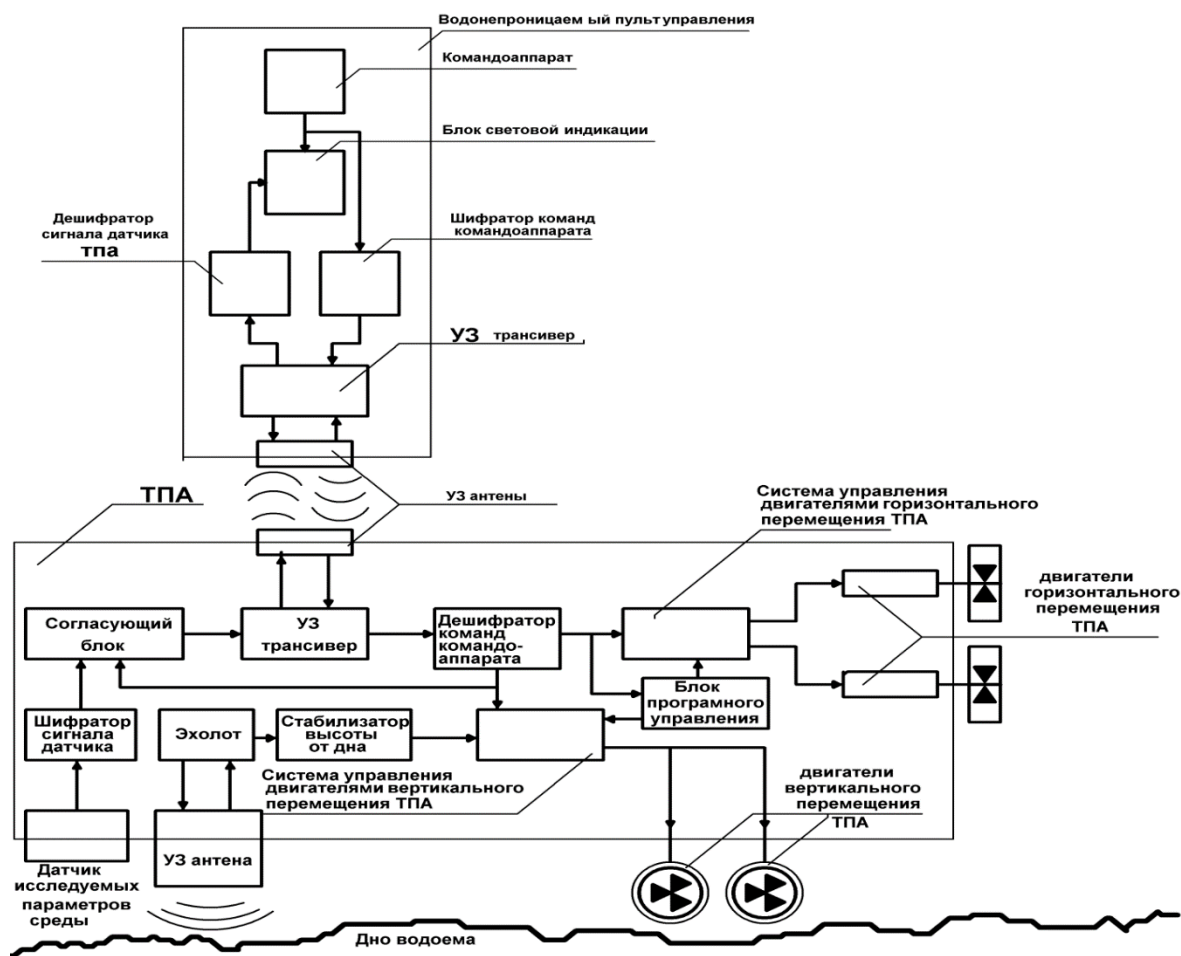 Водонепроницаем ый пульт управления
Командоаппарат
Блок световой индикации
Дешифратор
сигнала датчика
тпа
Шифратор команд
командоаппарата
УЗ трансивер
УЗ антены
ТПА
Система управления
двигателями горизонтального
перемещения ТПА
двигатели
горизонтального
перемещения
ТПА
Согласующий
блок
УЗ
трансивер
Дешифратор
команд
командо-
аппарата
Блок
програмного
управления
Шифратор
сигнала
датчика
Эхолот
Стабилизатор
высоты
от дна
Система управления
двигателями вертикального
перемещения ТПА
двигатели
вертикального
перемещения
ТПА
УЗ антена
Датчик
исследуемых
параметров
среды
Дно водоема